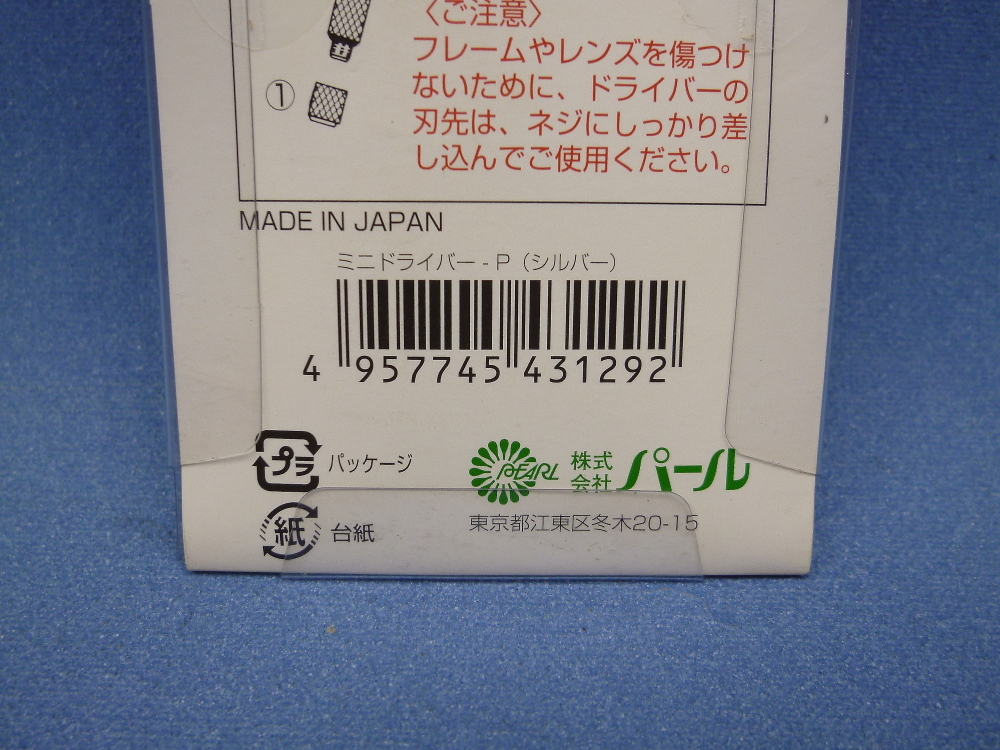 〈ご注意〉
フレームやレンズを傷つけ
ないために、ドライバーの
刃先は、ネジにしっかり差
し込んでご使用ください。
①
MADE IN JAPAN
ミニドライバー - P（シルバー）
4 957745 431292
プラ パッケージ
PEARL 株式会社 パール
紙 台紙
東京都江東区冬木20-15